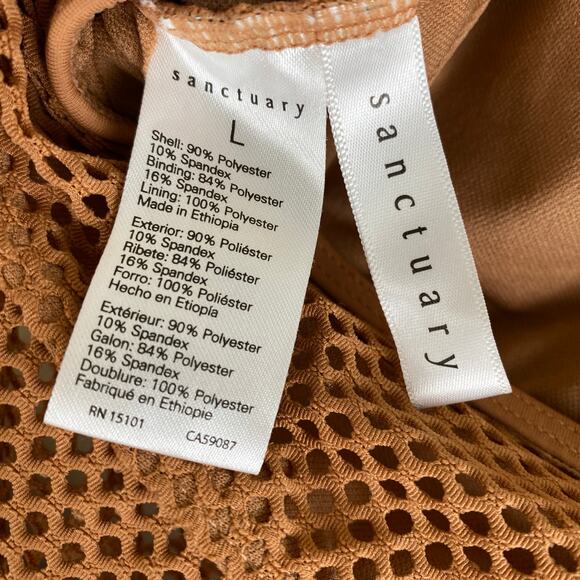 sanctuary
L
Shell: 90% Polyester
10% Spandex
Binding: 84% Polyester
16% Spandex
Lining: 100% Polyester
Made in Ethiopia
Exterior: 90% Poliéster
10% Spandex
Ribete: 84% Poliéster
16% Spandex
Forro: 100% Poliéster
Hecho en Etiopía
Extérieur: 90% Polyester
10% Spandex
Galon: 84% Polyester
16% Spandex
Doublure: 100% Polyester
Fabriqué en Ethiopie
RN 15101 CA59087
sanctuary